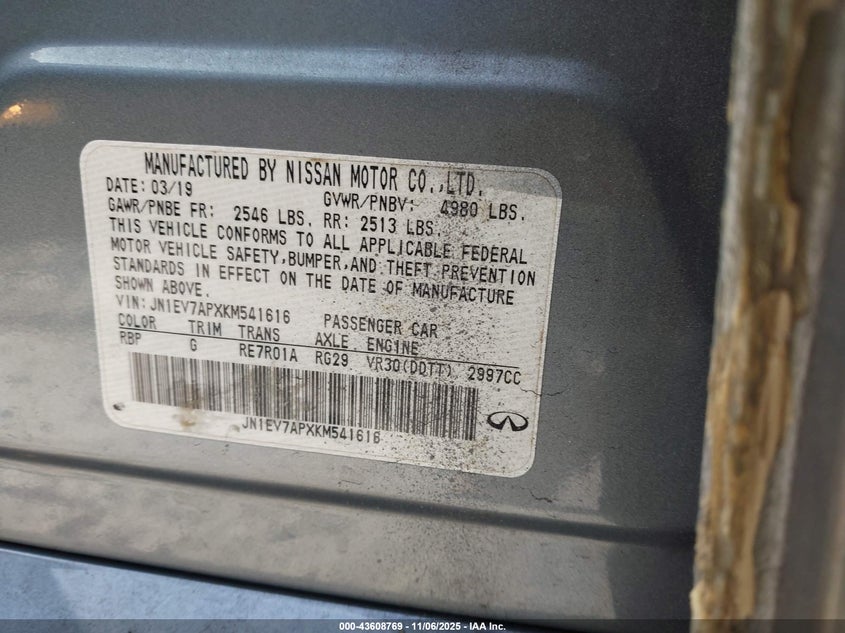 MANUFACTURED BY NISSAN MOTOR CO.,LTD.
DATE: 03/19 GVWR/PNBV: 4980 LBS.
GAWR/PNBE FR: 2546 LBS. RR: 2513 LBS.
THIS VEHICLE CONFORMS TO ALL APPLICABLE FEDERAL
MOTOR VEHICLE SAFETY,BUMPER,AND THEFT PREVENTION
STANDARDS IN EFFECT ON THE DATE OF MANUFACTURE
SHOWN ABOVE.
VIN: JN1EV7APXKM541616 PASSENGER CAR
COLOR TRIM TRANS AXLE ENGINE
RBP G RE7R01A RG29 VR30(DDTT) 2997CC
JN1EV7APXKM541616
000-43608769 - 11/06/2025 - IAA Inc.